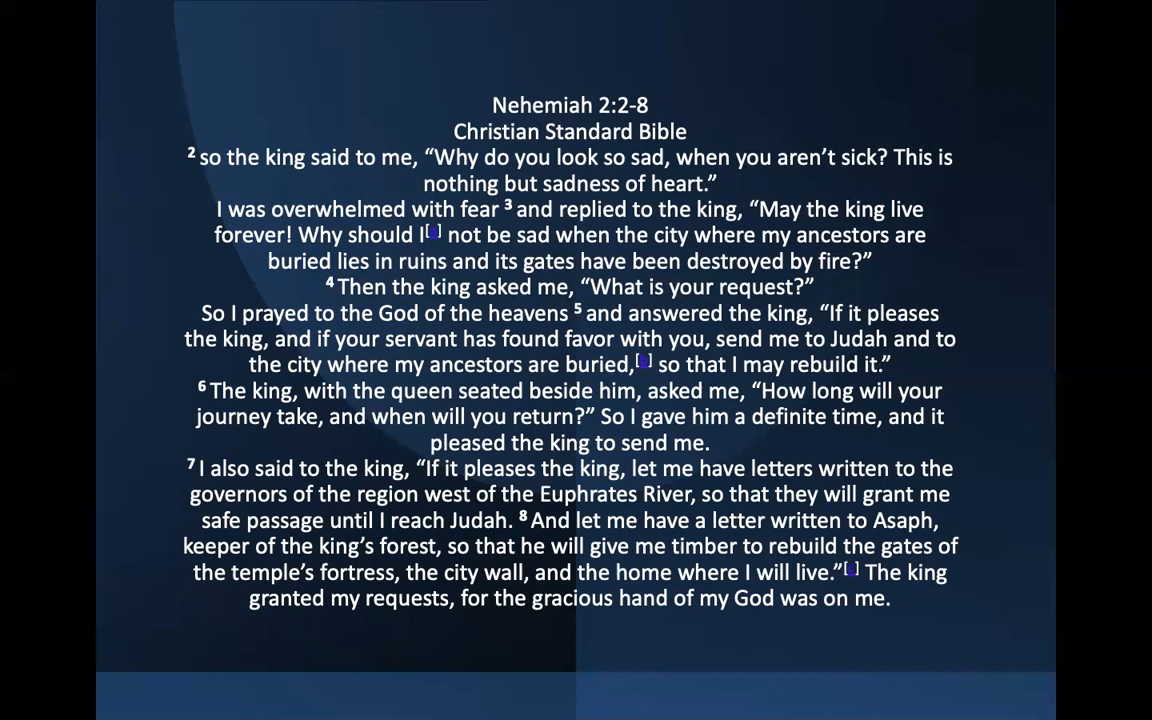 Nehemiah 2:2-8
Christian Standard Bible
2 so the king said to me, “Why do you look so sad, when you aren’t sick? This is
nothing but sadness of heart.”
I was overwhelmed with fear 3 and replied to the king, “May the king live
forever! Why should I[a] not be sad when the city where my ancestors are
buried lies in ruins and its gates have been destroyed by fire?”
4 Then the king asked me, “What is your request?”
So I prayed to the God of the heavens 5 and answered the king, “If it pleases
the king, and if your servant has found favor with you, send me to Judah and to
the city where my ancestors are buried,[b] so that I may rebuild it.”
6 The king, with the queen seated beside him, asked me, “How long will your
journey take, and when will you return?” So I gave him a definite time, and it
pleased the king to send me.
7 I also said to the king, “If it pleases the king, let me have letters written to the
governors of the region west of the Euphrates River, so that they will grant me
safe passage until I reach Judah. 8 And let me have a letter written to Asaph,
keeper of the king’s forest, so that he will give me timber to rebuild the gates of
the temple’s fortress, the city wall, and the home where I will live.”[c] The king
granted my requests, for the gracious hand of my God was on me.